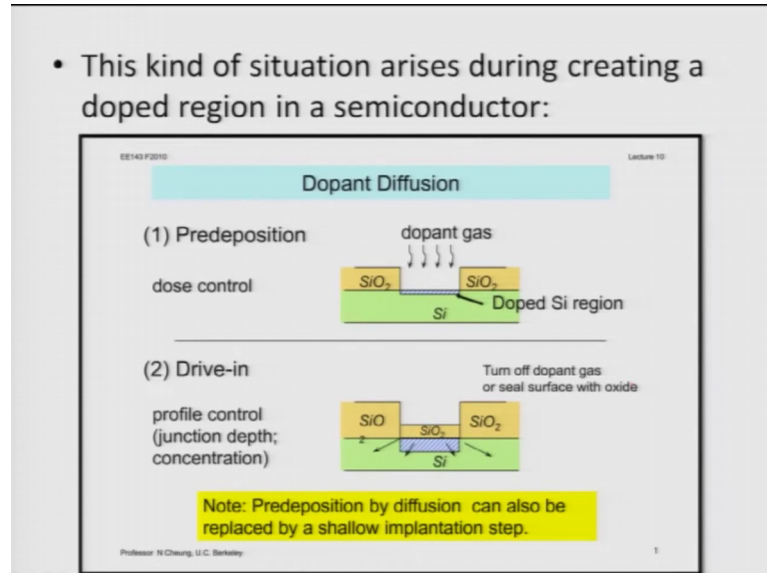 • This kind of situation arises during creating a
doped region in a semiconductor:
EE143 F2010
Lecture 10
Dopant Diffusion
(1) Predeposition
dopant gas
dose control
SiO2
SiO2
Doped Si region
Si
(2) Drive-in
Turn off dopant gas
or seal surface with oxide
profile control
(junction depth;
concentration)
SiO
2
SiO2
SiO2
Si
Note: Predeposition by diffusion can also be
replaced by a shallow implantation step.
Professor N Cheung, U.C. Berkeley
1